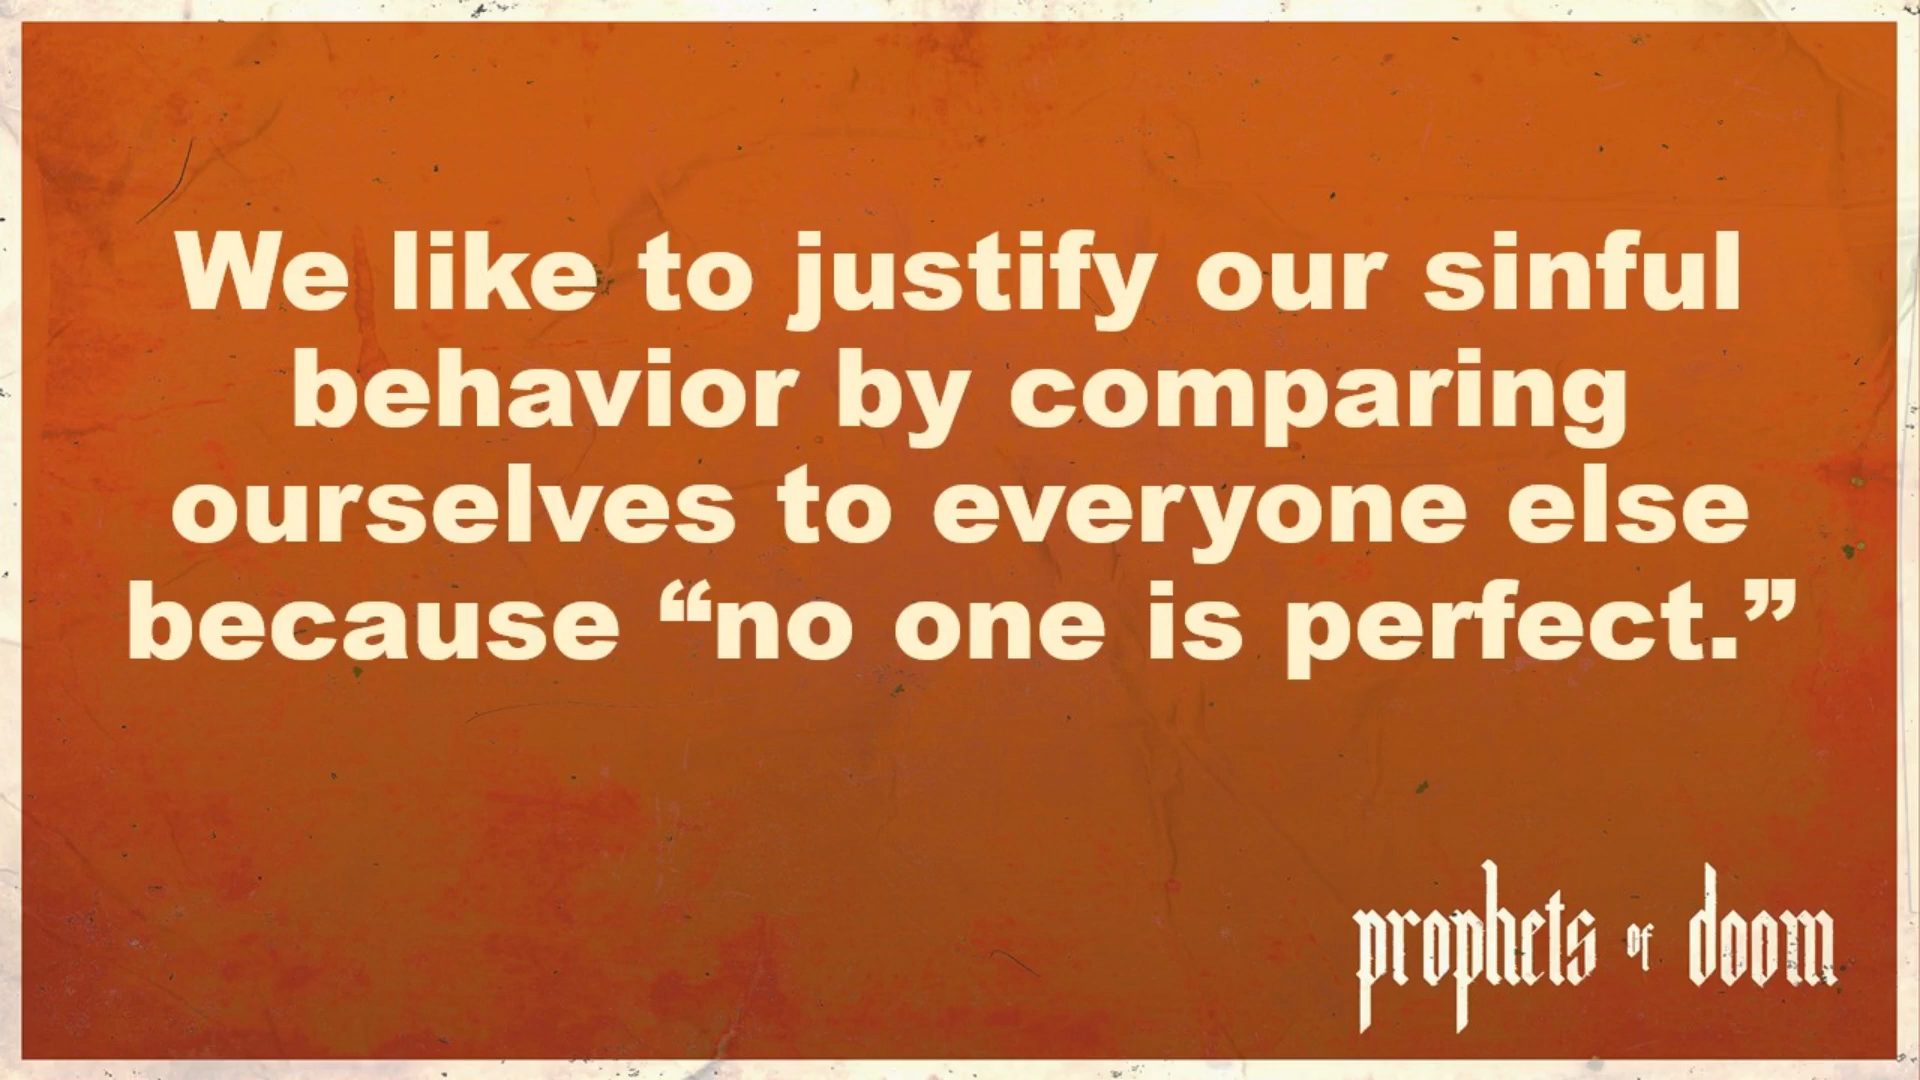 We like to justify our sinful
behavior by comparing
ourselves to everyone else
because “no one is perfect.”
prophets of doom